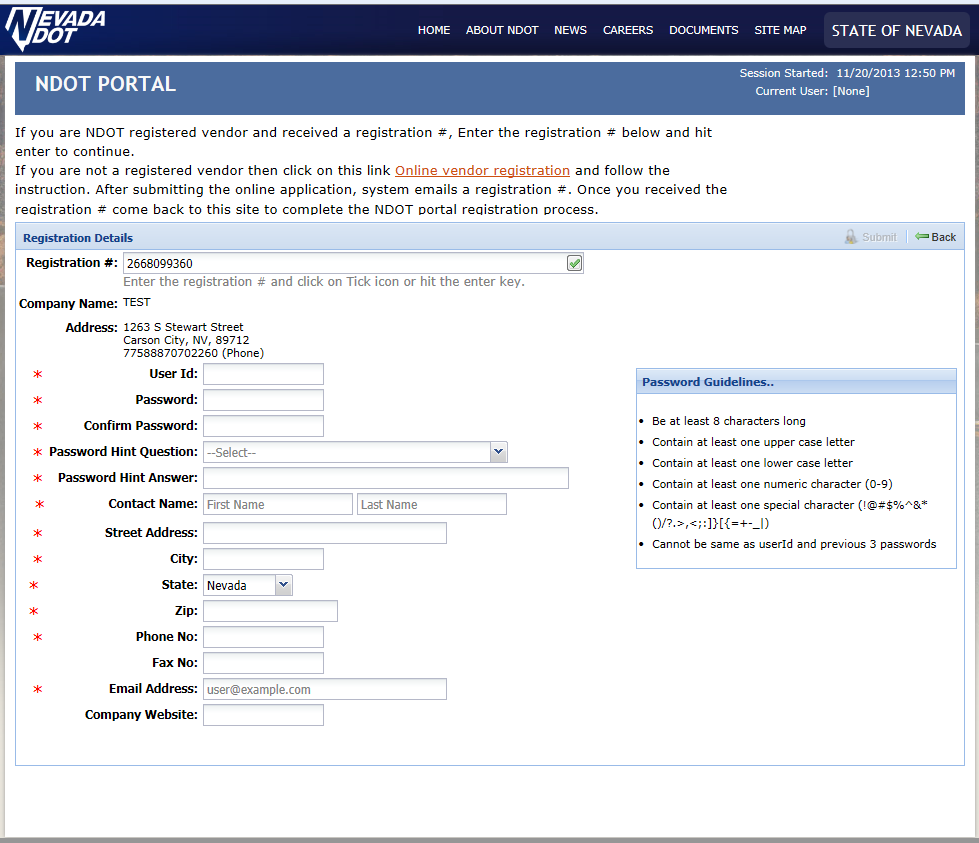 NEVADA
DOT
HOME ABOUT NDOT NEWS CAREERS DOCUMENTS SITE MAP STATE OF NEVADA
NDOT PORTAL
Session Started: 11/20/2013 12:50 PM
Current User: [None]
If you are NDOT registered vendor and received a registration #, Enter the registration # below and hit
enter to continue.
If you are not a registered vendor then click on this link Online vendor registration and follow the
instruction. After submitting the online application, system emails a registration #. Once you received the
registration # come back to this site to complete the NDOT portal registration process.
Registration Details Submit Back
Registration #: 2668099360
Enter the registration # and click on Tick icon or hit the enter key.
Company Name: TEST
Address: 1263 S Stewart Street
Carson City, NV, 89712
77588870702260 (Phone)
* User Id:
* Password:
* Confirm Password:
* Password Hint Question: --Select--
* Password Hint Answer:
* Contact Name: First Name Last Name
* Street Address:
* City:
* State: Nevada
* Zip:
* Phone No:
Fax No:
* Email Address: user@example.com
Company Website:
Password Guidelines..
• Be at least 8 characters long
• Contain at least one upper case letter
• Contain at least one lower case letter
• Contain at least one numeric character (0-9)
• Contain at least one special character (!@#$%^&*
()/?.>,<;:]}[{=+-_|)
• Cannot be same as userId and previous 3 passwords